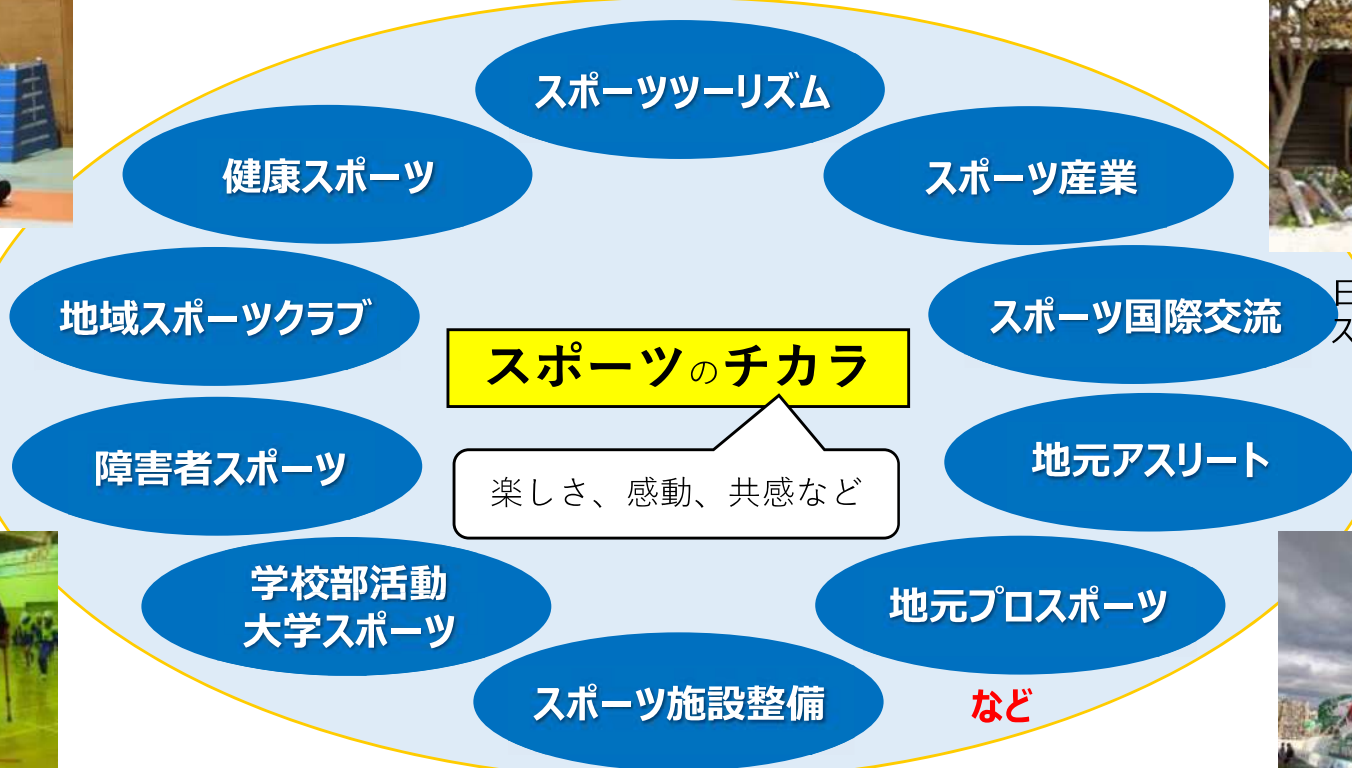 スポーツツーリズム
健康スポーツ
スポーツ産業
地域スポーツクラブ
スポーツ国際交流
日
ス
スポーツのチカラ
楽しさ、感動、共感など
障害者スポーツ
地元アスリート
学校部活動
大学スポーツ
地元プロスポーツ
スポーツ施設整備
など